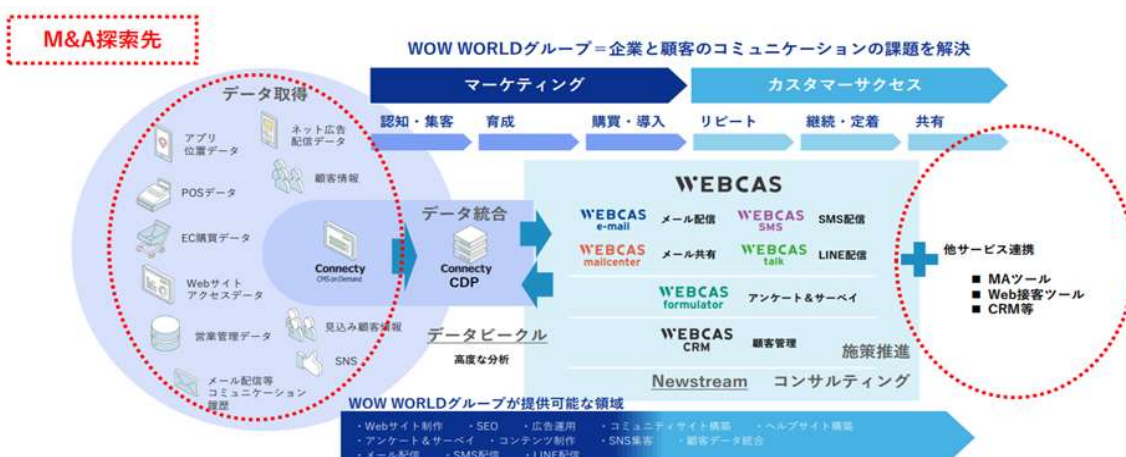 M&A探索先
WOW WORLDグループ＝企業と顧客のコミュニケーションの課題を解決
マーケティング
カスタマーサクセス
認知・集客
育成
購買・導入
リピート
継続・定着
共有
データ取得
アプリ
位置データ
ネット広告
配信データ
顧客情報
POSデータ
EC購買データ
Webサイト
アクセスデータ
営業管理データ
見込み顧客情報
SNS
メール配信等
コミュニケーション
履歴
Connecty
CMS on Demand
データ統合
Connecty
CDP
データビークル
高度な分析
WEBCAS
WEBCAS
e-mail
メール配信
WEBCAS
SMS
SMS配信
WEBCAS
mailcenter
メール共有
WEBCAS
talk
LINE配信
WEBCAS
formulator
アンケート＆サーベイ
WEBCAS
CRM
顧客管理
施策推進
Newstream
コンサルティング
他サービス連携
■ MAツール
■ Web接客ツール
■ CRM等
WOW WORLDグループが提供可能な領域
・Webサイト制作 ・SEO ・広告運用 ・コミュニティサイト構築 ・ヘルプサイト構築
・アンケート＆サーベイ ・コンテンツ制作 ・SNS集客 ・顧客データ統合
・メール配信 ・SMS配信 ・LINE配信